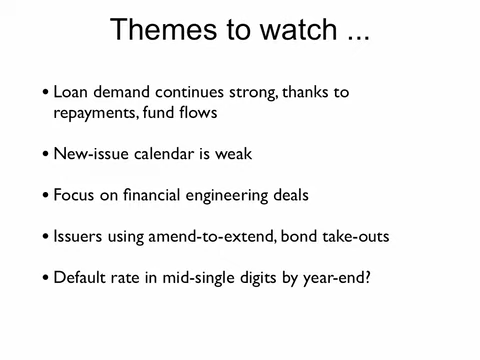 Themes to watch ...
• Loan demand continues strong, thanks to
repayments, fund flows
• New-issue calendar is weak
• Focus on financial engineering deals
• Issuers using amend-to-extend, bond take-outs
• Default rate in mid-single digits by year-end?